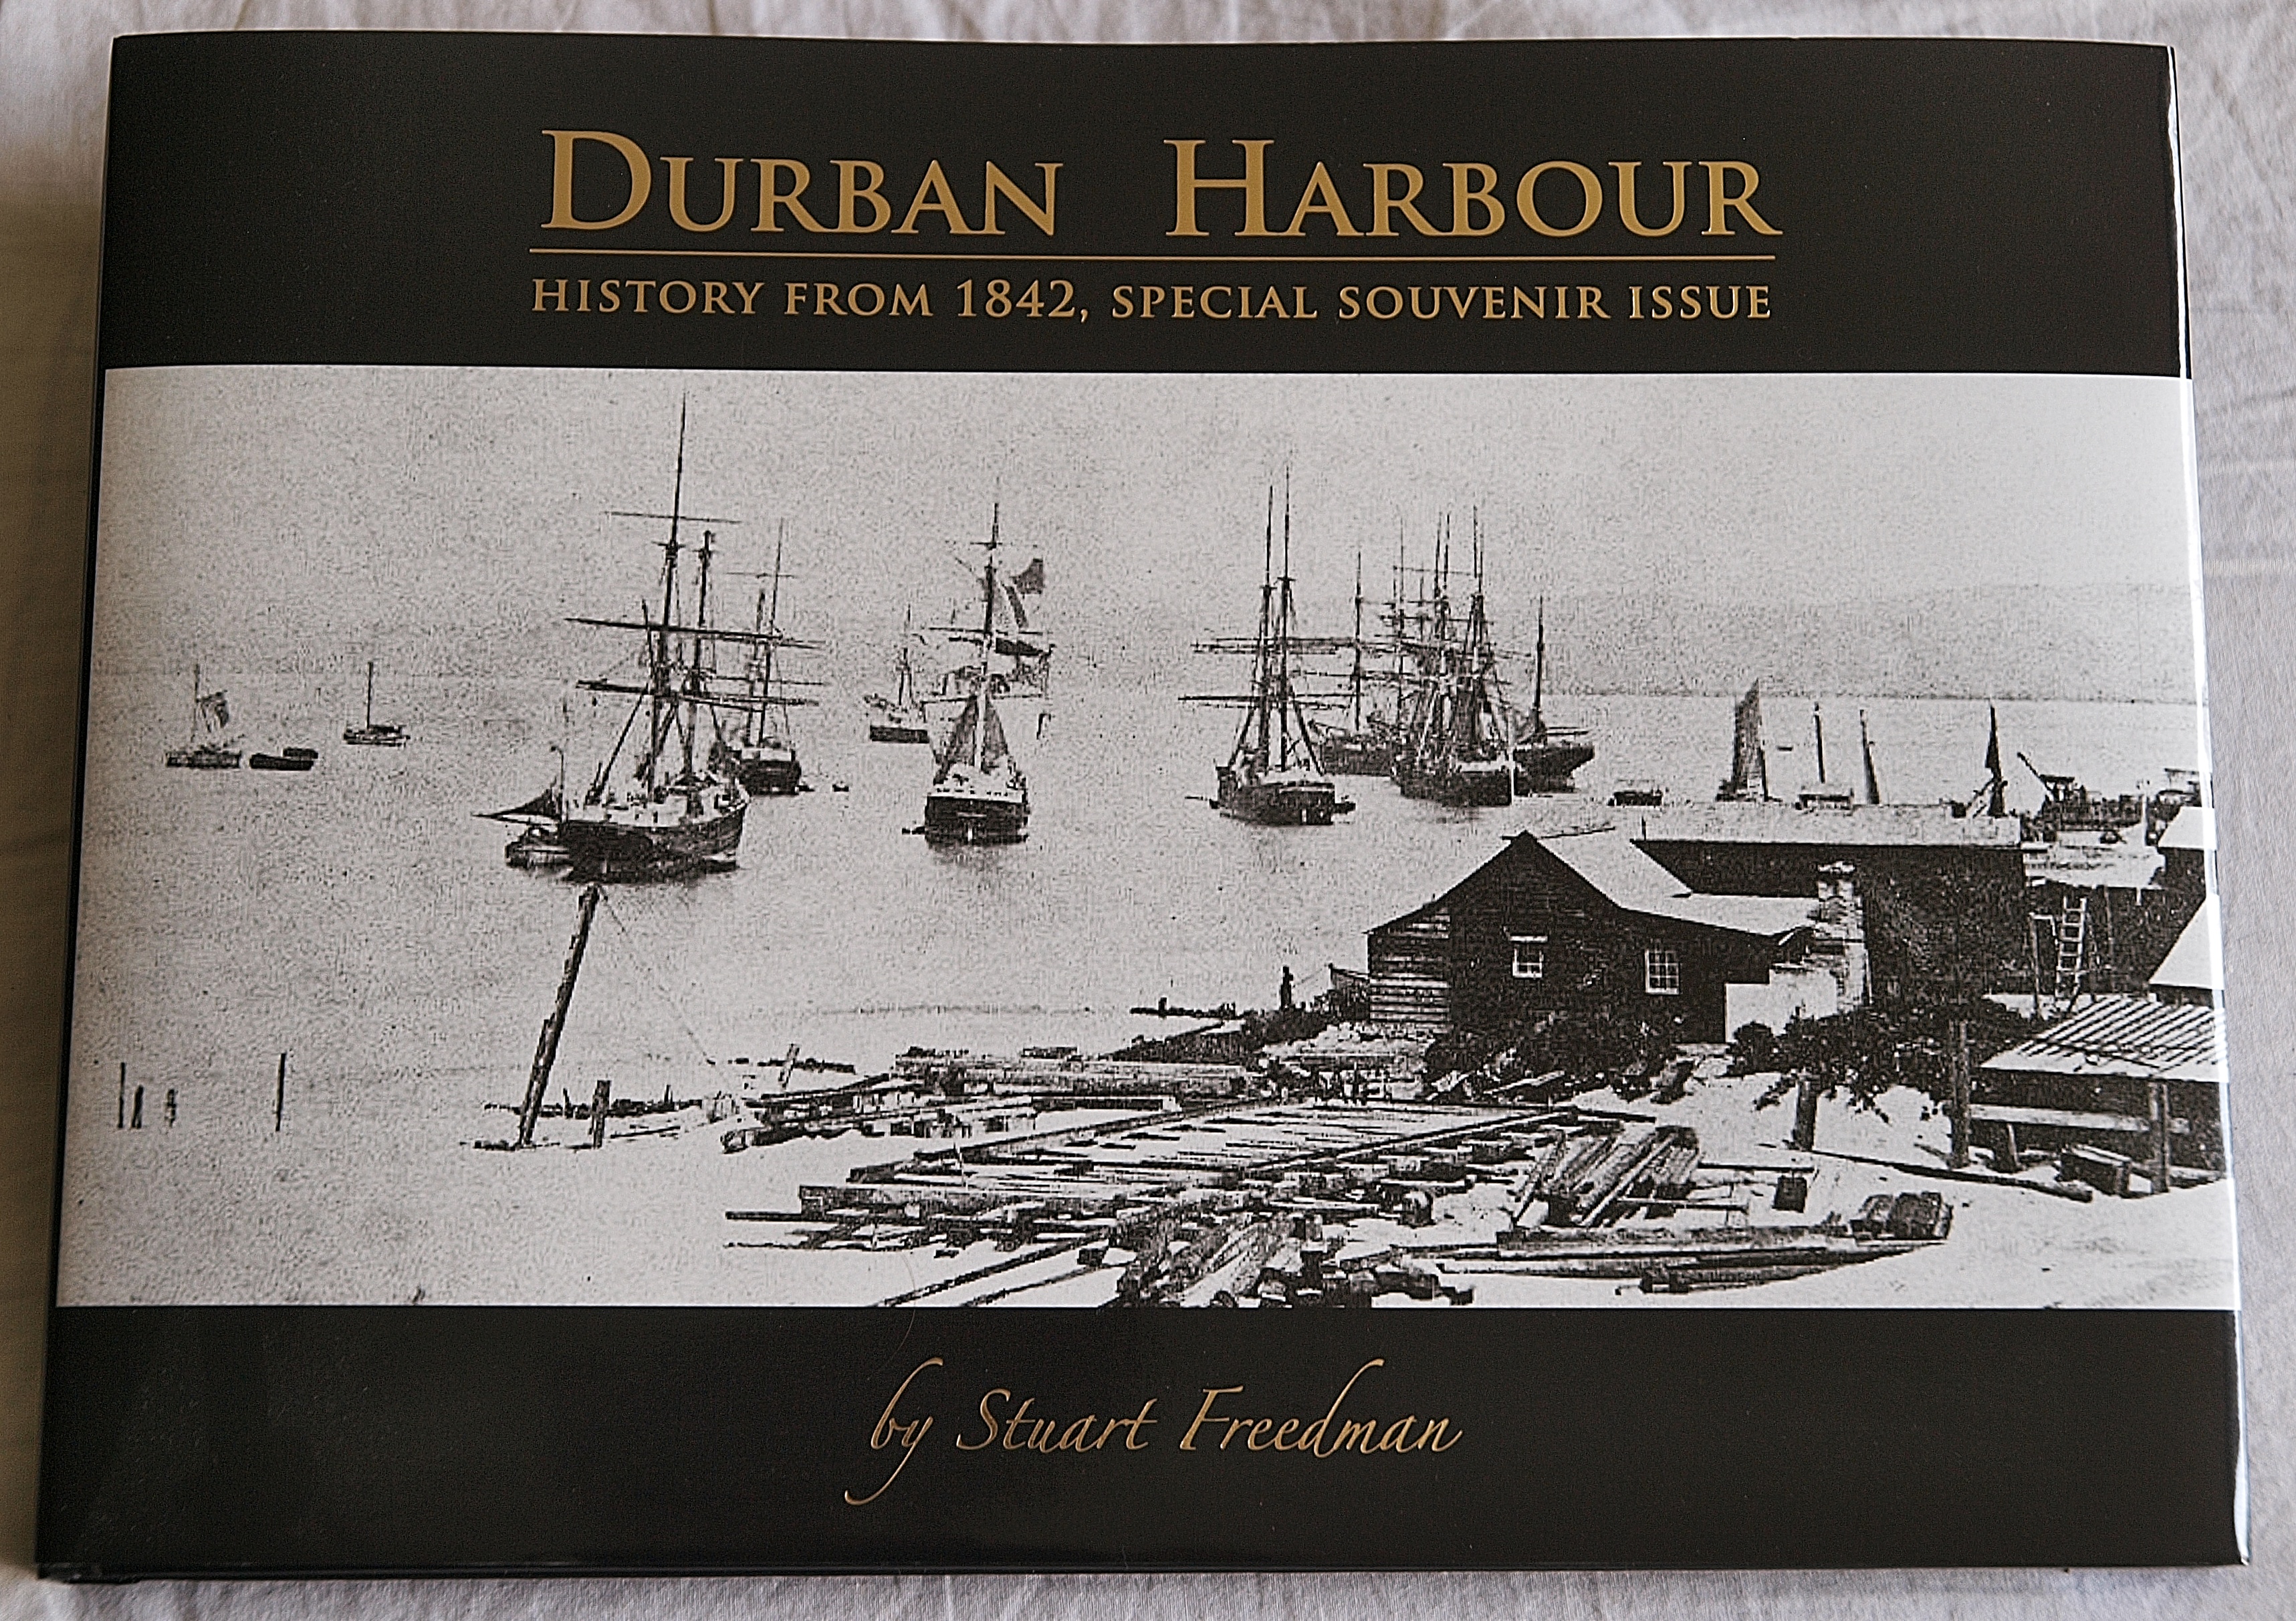 DURBAN HARBOUR
HISTORY FROM 1842, SPECIAL SOUVENIR ISSUE
by Stuart Freedman